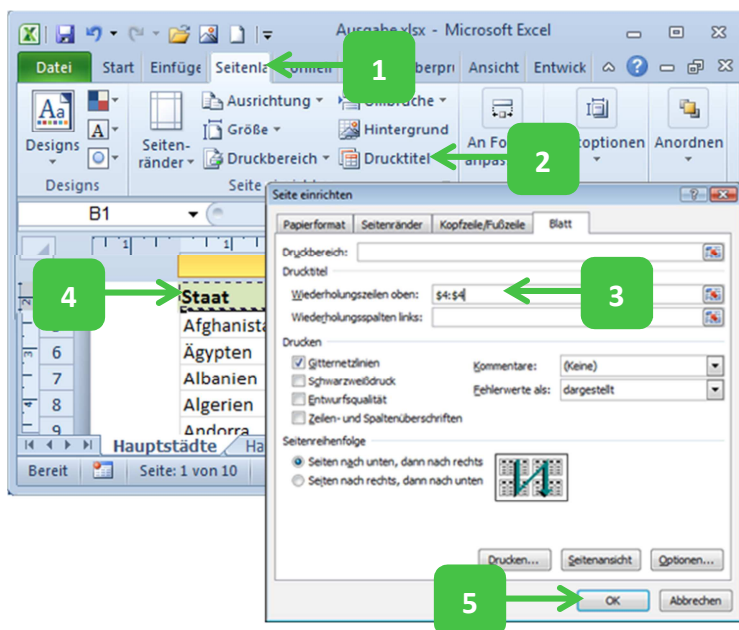 Ausgabe.xlsx - Microsoft Excel
1
Datei Start Einfüge Seitenla Ansicht Entwick
Ausrichtung
Hintergrund
Größe
Designs
Seiten-
ränder
Druckbereich
Drucktitel
2
Anordnen
Designs
B1
Seite einrichten
Papierformat Seitenränder Kopfzeile/Fußzeile Blatt
Druckbereich:
Drucktitel
Wiederholungszeilen oben: $4:$4
3
Wiederholungsspalten links:
4
Staat
Afghanista
6 Ägypten
7 Albanien
8 Algerien
9 Andorra
Drucken
Gitternetzlinien
Schwarzweißdruck
Entwurfsqualität
Zeilen- und Spaltenüberschriften
Kommentare: (Keine)
Fehlerwerte als: dargestellt
Seitenreihenfolge
Seiten nach unten, dann nach rechts
Seiten nach rechts, dann nach unten
Hauptstädte Ha
Bereit Seite: 1 von 10
Drucken... Seitenansicht Optionen...
5
OK Abbrechen